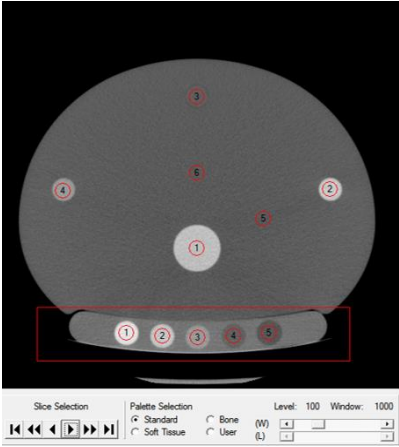 3
6
4
2
5
1
1 2 3 4 5
Slice Selection Palette Selection Level: 100 Window: 1000
Standard Bone (W)
Soft Tissue User (L)